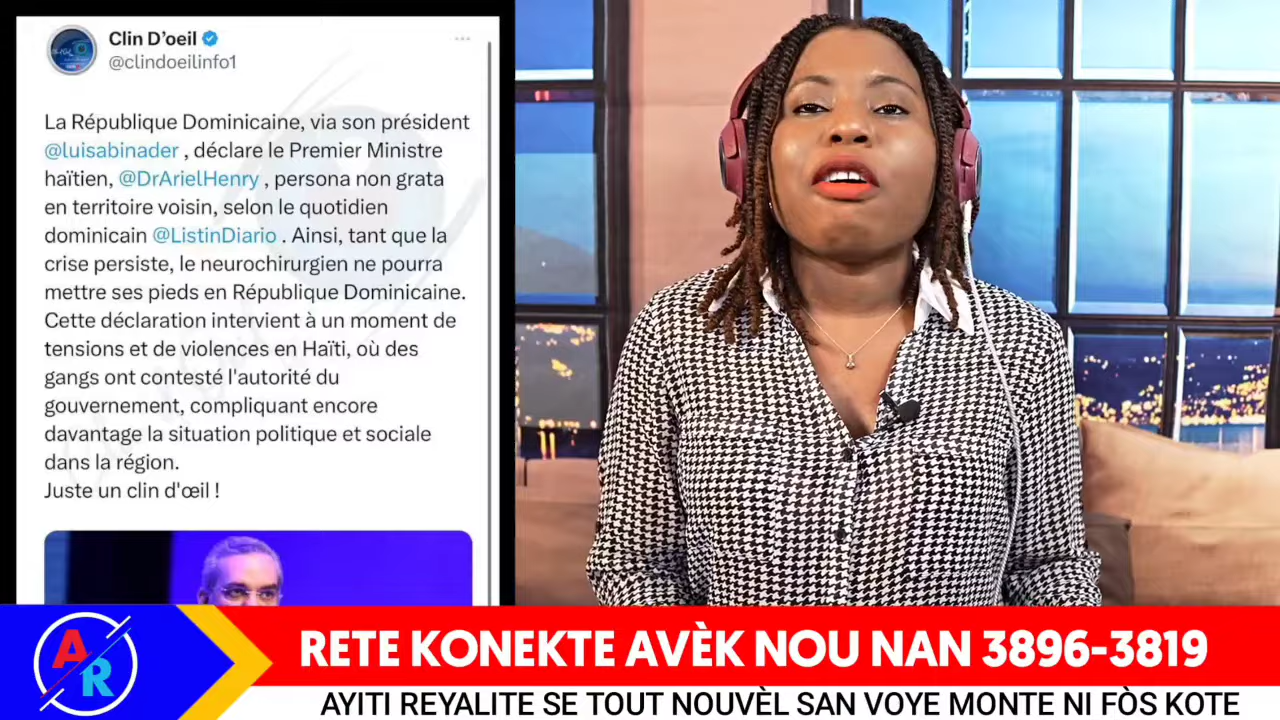 Clin D'oeil
@clindoeilinfo1
La République Dominicaine, via son président
@luisabinader , déclare le Premier Ministre
haïtien, @DrArielHenry , persona non grata
en territoire voisin, selon le quotidien
dominicain @ListinDiario . Ainsi, tant que la
crise persiste, le neurochirurgien ne pourra
mettre ses pieds en République Dominicaine.
Cette déclaration intervient à un moment de
tensions et de violences en Haïti, où des
gangs ont contesté l'autorité du
gouvernement, compliquant encore
davantage la situation politique et sociale
dans la région.
Juste un clin d'œil !
AR
RETE KONEKTE AVÈK NOU NAN 3896-3819
AYITI REYALITE SE TOUT NOUVÈL SAN VOYE MONTE NI FÒS KOTE